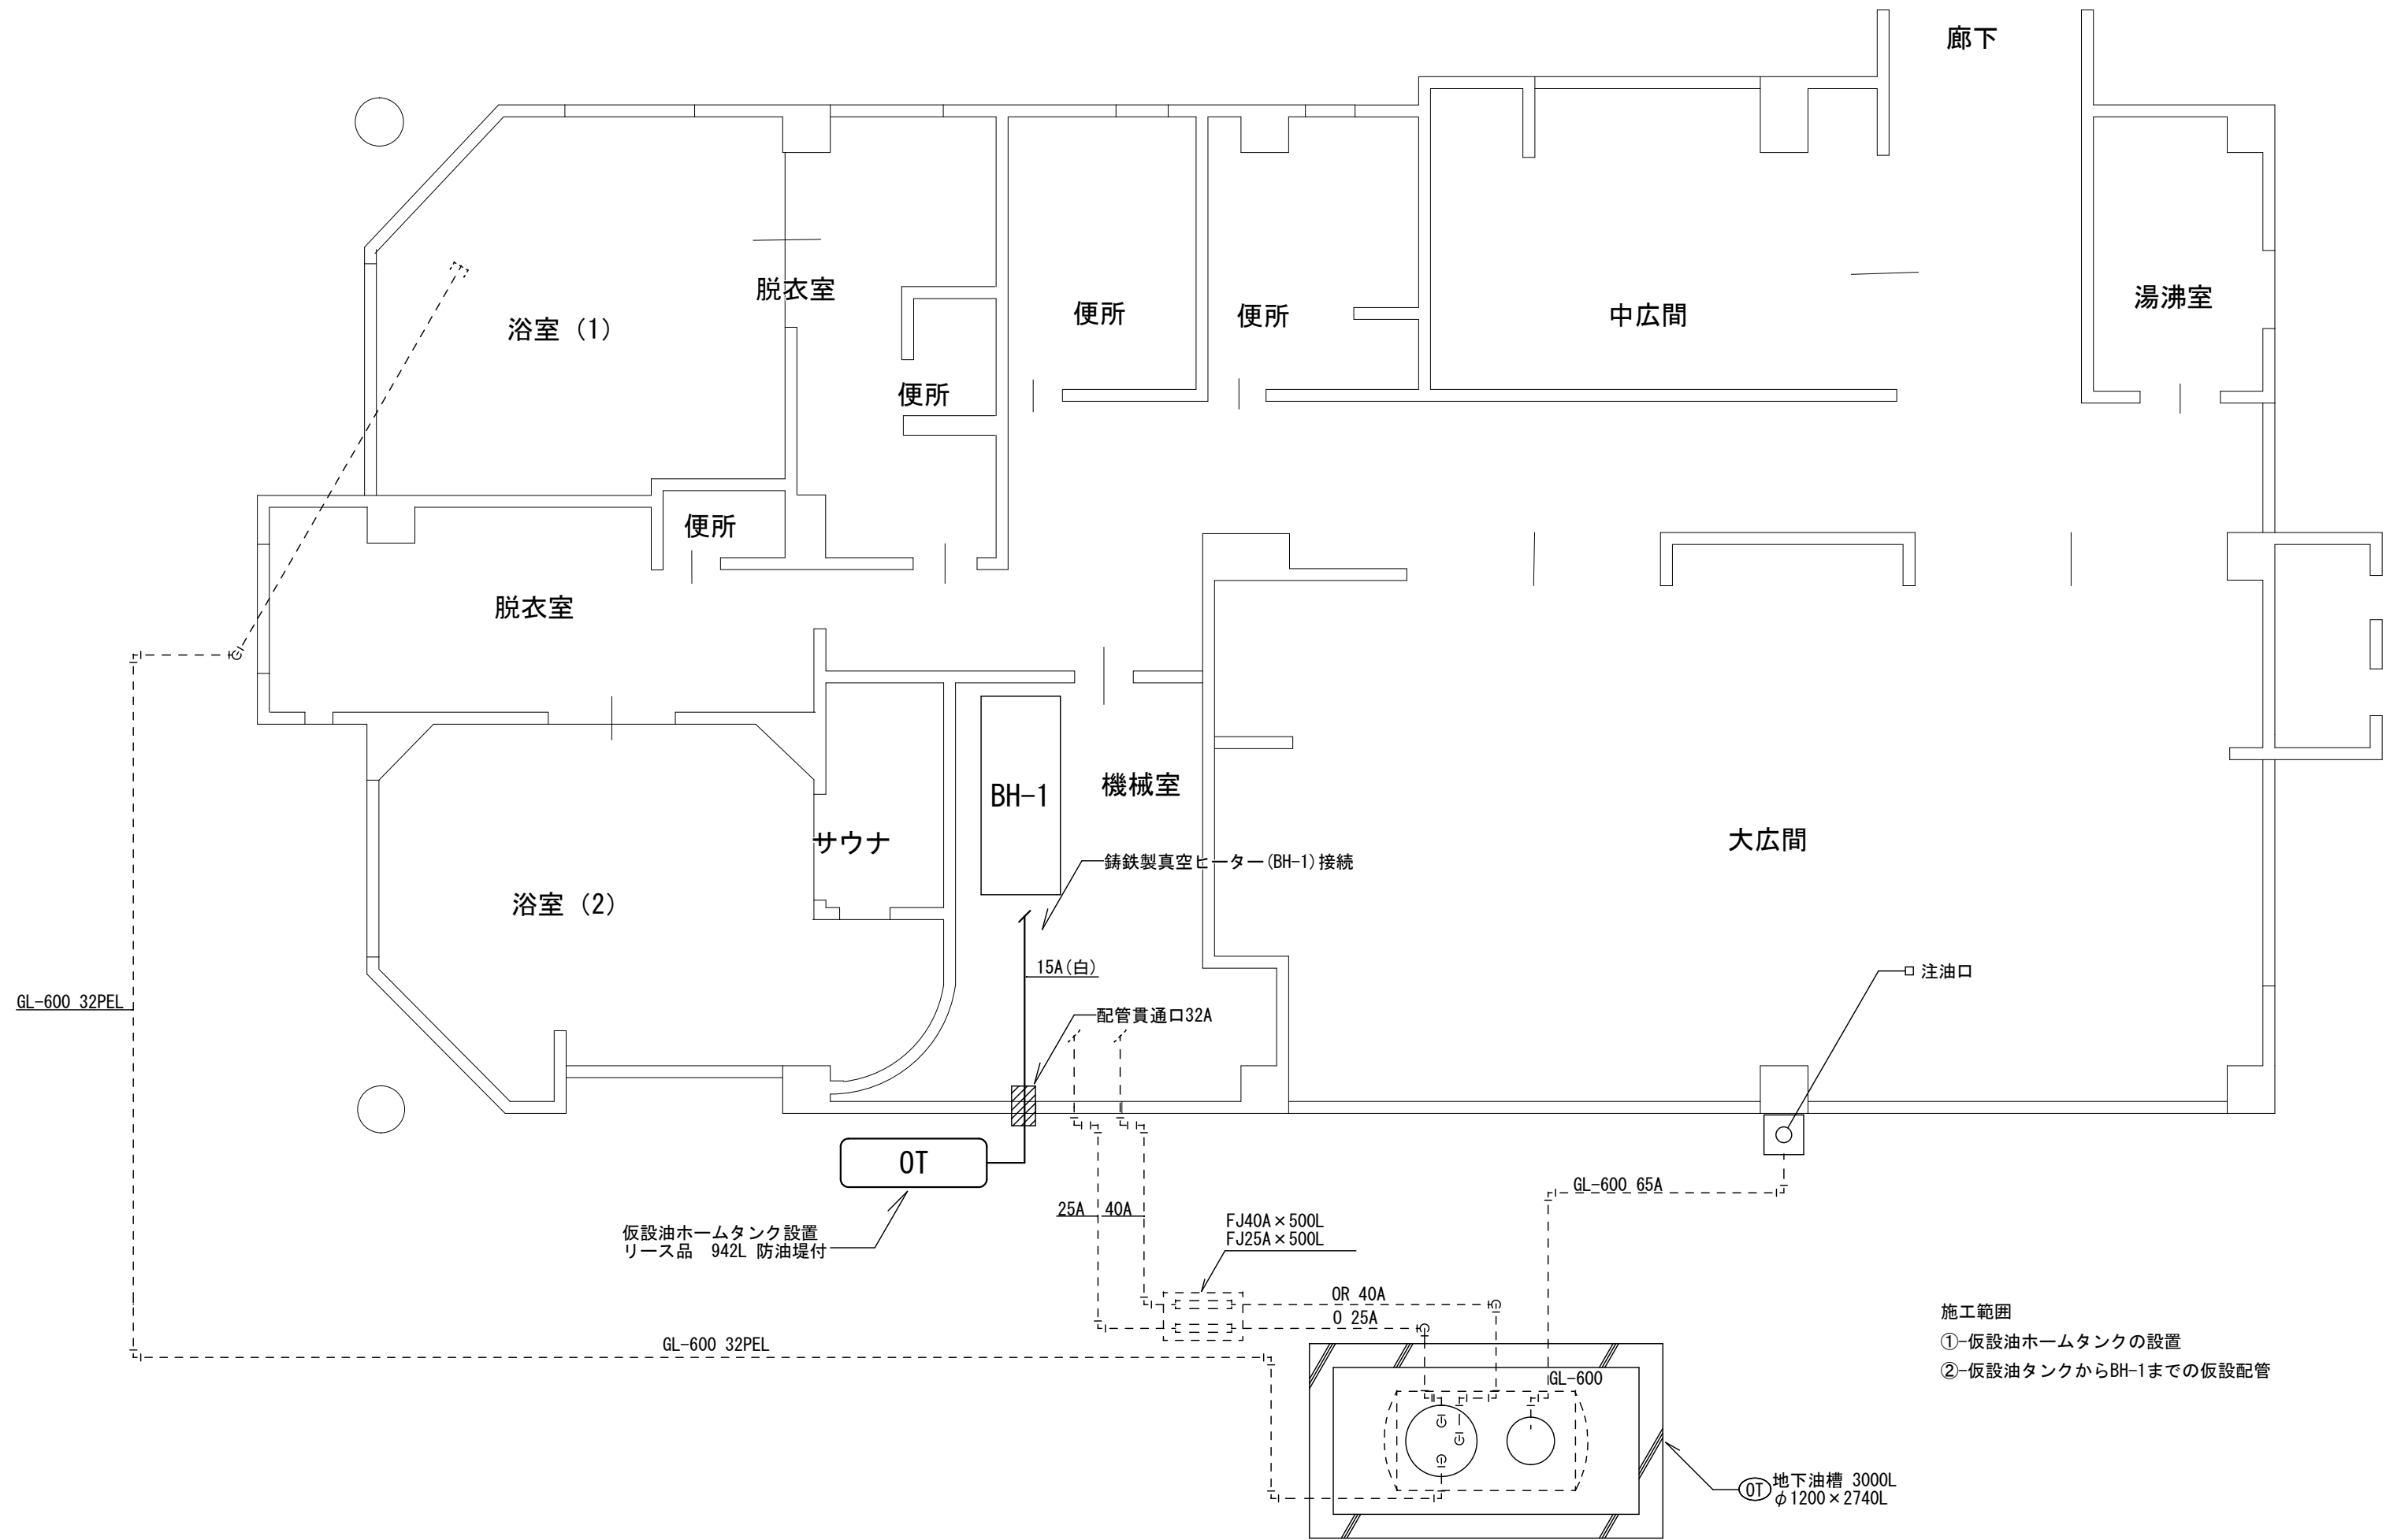 廊下
脱衣室
浴室（1）
便所
便所
中広間
湯沸室
便所
便所
脱衣室
BH-1
機械室
サウナ
大広間
鋳鉄製真空ヒーター(BH-1)接続
浴室（2）
15A(白)
注油口
GL-600 32PEL
配管貫通口32A
OT
GL-600 65A
25A
40A
仮設油ホームタンク設置
リース品 942L 防油堤付
FJ40A×500L
FJ25A×500L
OR 40A
O 25A
GL-600 32PEL
施工範囲
①-仮設油ホームタンクの設置
②-仮設油タンクからBH-1までの仮設配管
GL-600
OT 地下油槽 3000L
φ1200×2740L